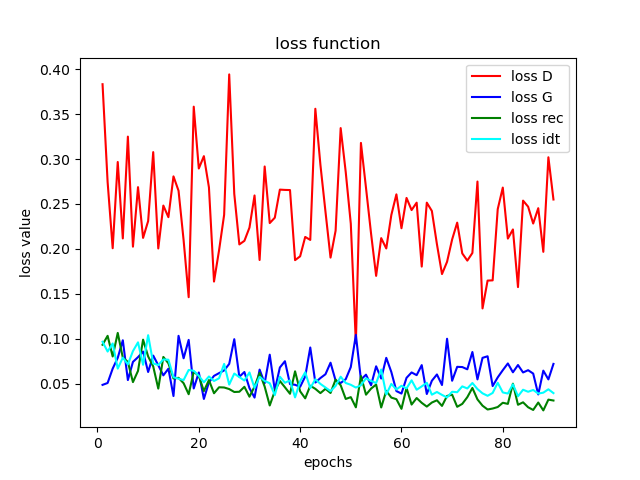 loss function
loss value
0.40
0.35
0.30
0.25
0.20
0.15
0.10
0.05
loss D
loss G
loss rec
loss idt
0
20
40
60
80
epochs